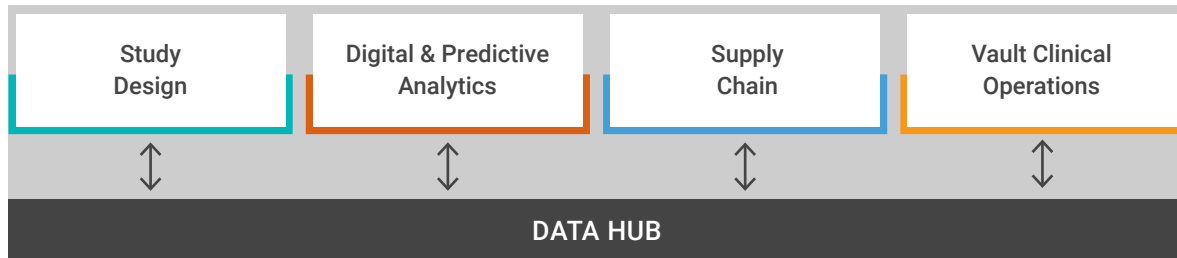 Study
Design
Digital & Predictive
Analytics
Supply
Chain
Vault Clinical
Operations
DATA HUB